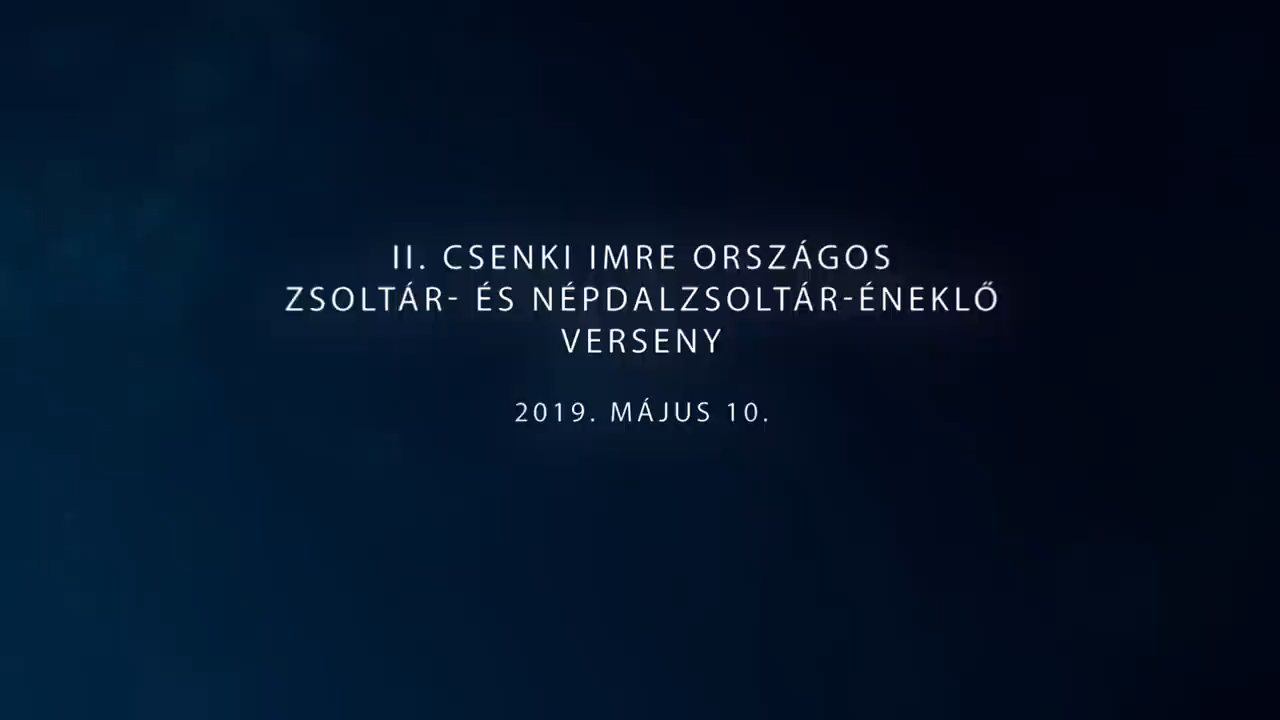 II. CSENKI IMRE ORSZÁGOS
ZSOLTÁR- ÉS NÉPDALZSOLTÁR-ÉNEKLŐ
VERSENY
2019. MÁJUS 10.